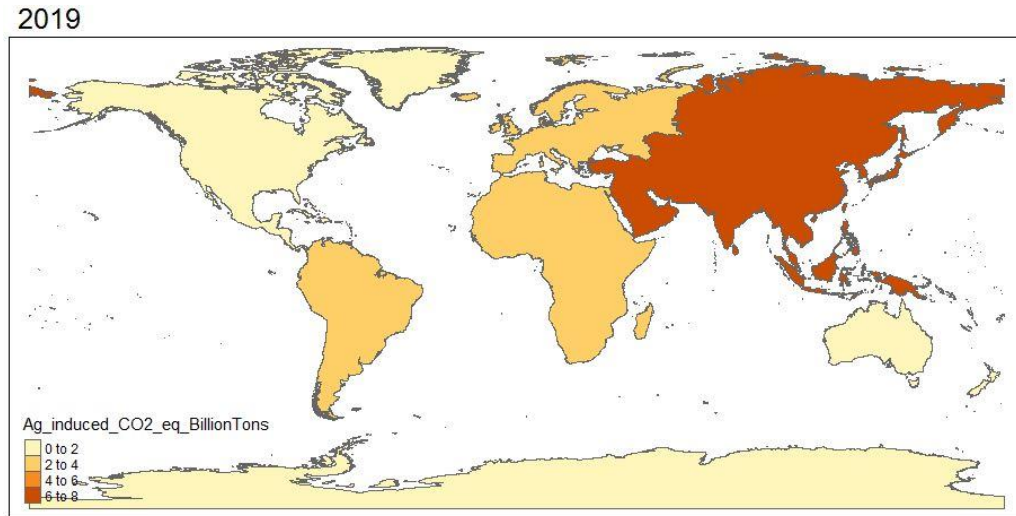 2019
Ag_induced_CO2_eq_BillionTons
0 to 2
2 to 4
4 to 6
6 to 8